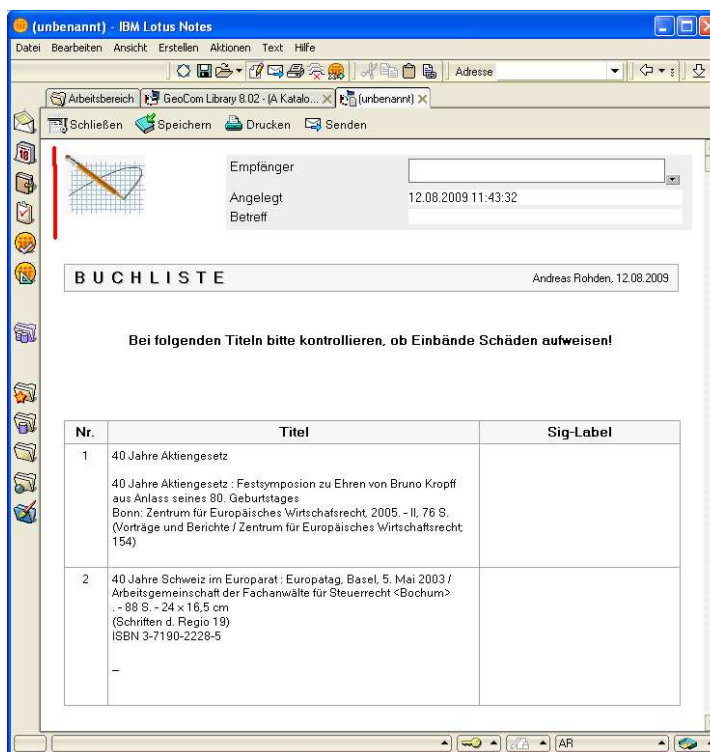 (unbenannt) - IBM Lotus Notes
Datei Bearbeiten Ansicht Erstellen Aktionen Text Hilfe
Adresse
Arbeitsbereich GeoCom Library 8.02 - (A Katalo... (unbenannt)
Schließen Speichern Drucken Senden
Empfänger
Angelegt 12.08.2009 11:43:32
Betreff
BUCHLISTE Andreas Rohden, 12.08.2009
Bei folgenden Titeln bitte kontrollieren, ob Einbände Schäden aufweisen!
Nr. Titel Sig-Label
1 40 Jahre Aktiengesetz
40 Jahre Aktiengesetz : Festsymposion zu Ehren von Bruno Kropff
aus Anlass seines 80. Geburtstages
Bonn: Zentrum für Europäisches Wirtschafsrecht, 2005. - II, 76 S.
(Vorträge und Berichte / Zentrum für Europäisches Wirtschaftsrecht;
154)
2 40 Jahre Schweiz im Europarat : Europatag, Basel, 5. Mai 2003 /
Arbeitsgemeinschaft der Fachanwälte für Steuerrecht <Bochum>
. - 88 S. - 24 x 16,5 cm
(Schriften d. Regio 19)
ISBN 3-7190-2228-5
_
AR